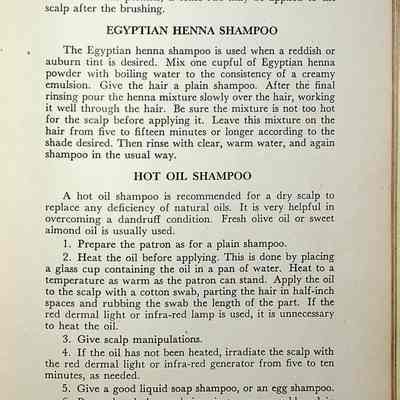 scalp after the brushing.
EGYPTIAN HENNA SHAMPOO
The Egyptian henna shampoo is used when a reddish or
auburn tint is desired. Mix one cupful of Egyptian henna
powder with boiling water to the consistency of a creamy
emulsion. Give the hair a plain shampoo. After the final
rinsing pour the henna mixture slowly over the hair, working
it well through the hair. Be sure the mixture is not too hot
for the scalp before applying it. Leave this mixture on the
hair from five to fifteen minutes or longer according to the
shade desired. Then rinse with clear, warm water, and again
shampoo in the usual way.
HOT OIL SHAMPOO
A hot oil shampoo is recommended for a dry scalp to
replace any deficiency of natural oils. It is very helpful in
overcoming a dandruff condition. Fresh olive oil or sweet
almond oil is usually used.
1. Prepare the patron as for a plain shampoo.
2. Heat the oil before applying. This is done by placing
a glass cup containing the oil in a pan of water. Heat to a
temperature as warm as the patron can stand. Apply the oil
to the scalp with a cotton swab, parting the hair in half-inch
spaces and rubbing the swab the length of the part. If the
red dermal light or infra-red lamp is used, it is unnecessary
to heat the oil.
3. Give scalp manipulations.
4. If the oil has not been heated, irradiate the scalp with
the red dermal light or infra-red generator from five to ten
minutes, as needed.
5. Give a good liquid soap shampoo, or an egg shampoo.